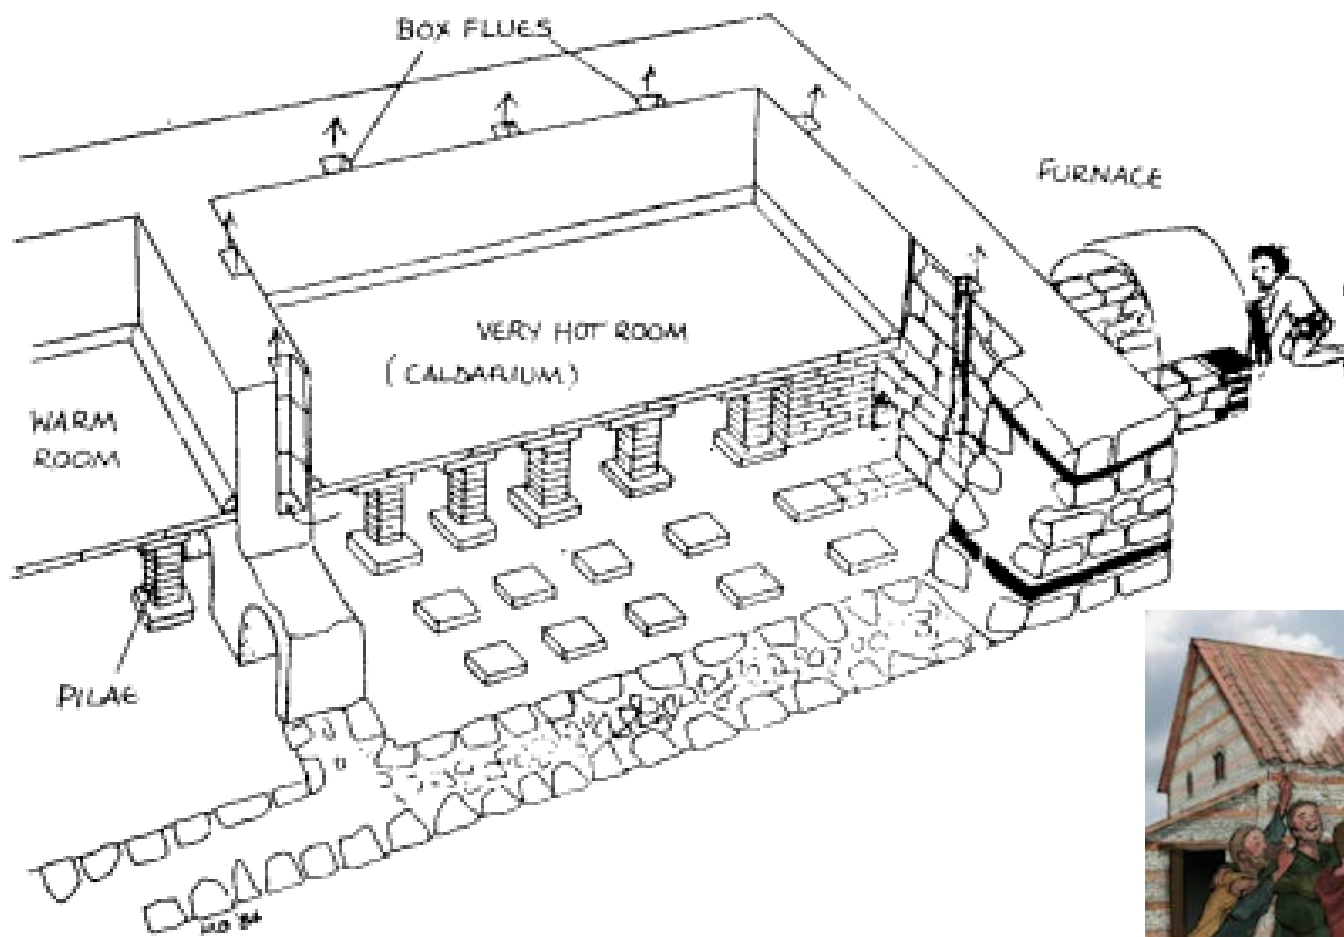 BOX FLUES
FURNACE
VERY HOT ROOM
(CALDARIUM)
WARM
ROOM
PILAE